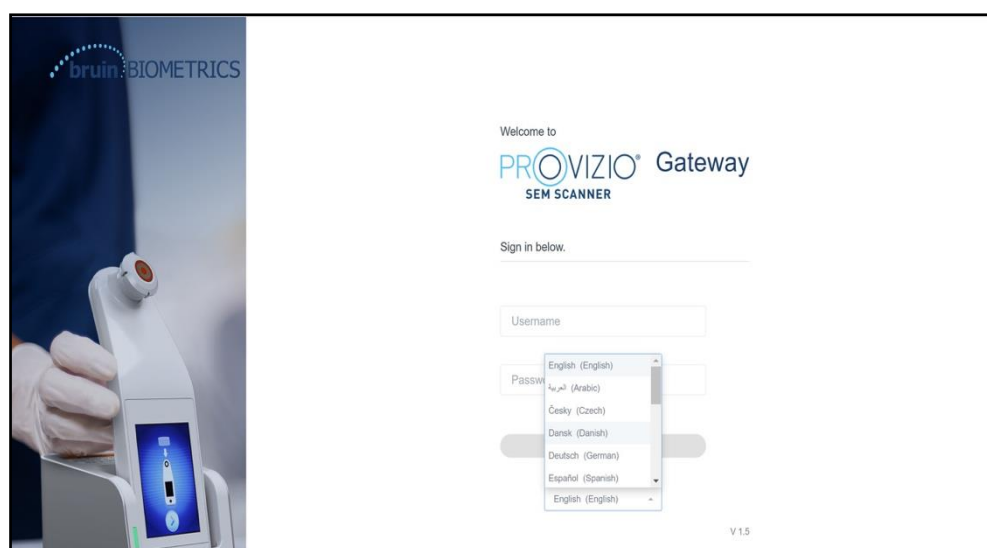 bruin BIOMETRICS
Welcome to
PROVIZIO® Gateway
SEM SCANNER
Sign in below.
Username
Passw
English (English)
العربية (Arabic)
Česky (Czech)
Dansk (Danish)
Deutsch (German)
Español (Spanish)
English (English)
V 1.5